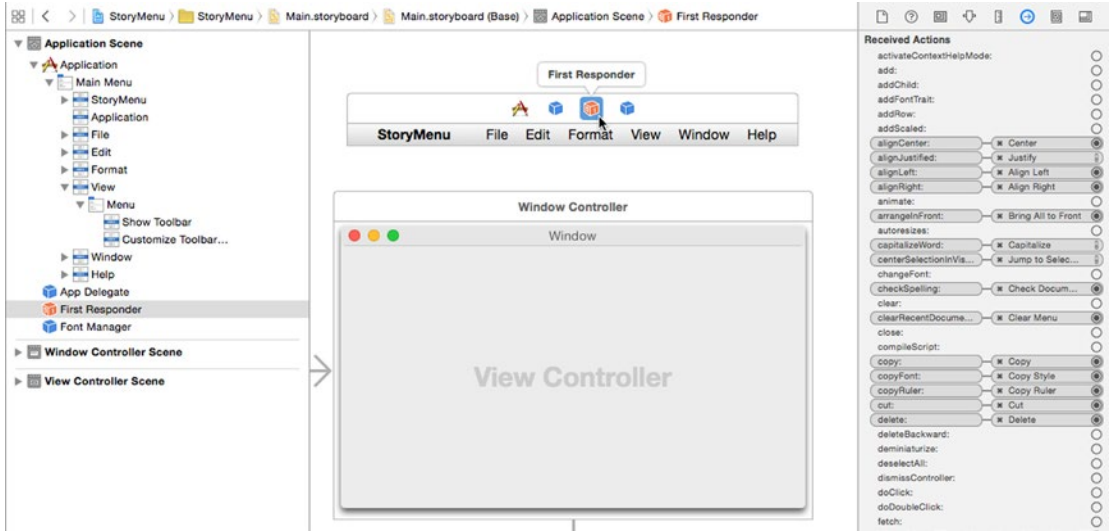 StoryMenu StoryMenu Main.storyboard Main.storyboard (Base) Application Scene First Responder
Application Scene
Application
Main Menu
StoryMenu
Application
File
Edit
Format
View
Menu
Show Toolbar
Customize Toolbar...
Window
Help
App Delegate
First Responder
Font Manager
Window Controller Scene
View Controller Scene
First Responder
StoryMenu File Edit Format View Window Help
Window Controller
Window
View Controller
Received Actions
activateContextHelpMode:
add:
addChild:
addFontTrait:
addRow:
addScaled:
alignCenter: Center
alignJustified: Justify
alignLeft: Align Left
alignRight: Align Right
animate:
arrangeInFront: Bring All to Front
autoresizes:
capitalizeWord: Capitalize
centerSelectionInVis... Jump to Selec...
changeFont:
checkSpelling: Check Docum...
clear:
clearRecentDocume... Clear Menu
close:
compileScript:
copy: Copy
copyFont: Copy Style
copyRuler: Copy Ruler
cut: Cut
delete: Delete
deleteBackward:
deminiaturize:
deselectAll:
dismissController:
doClick:
doDoubleClick:
fetch: